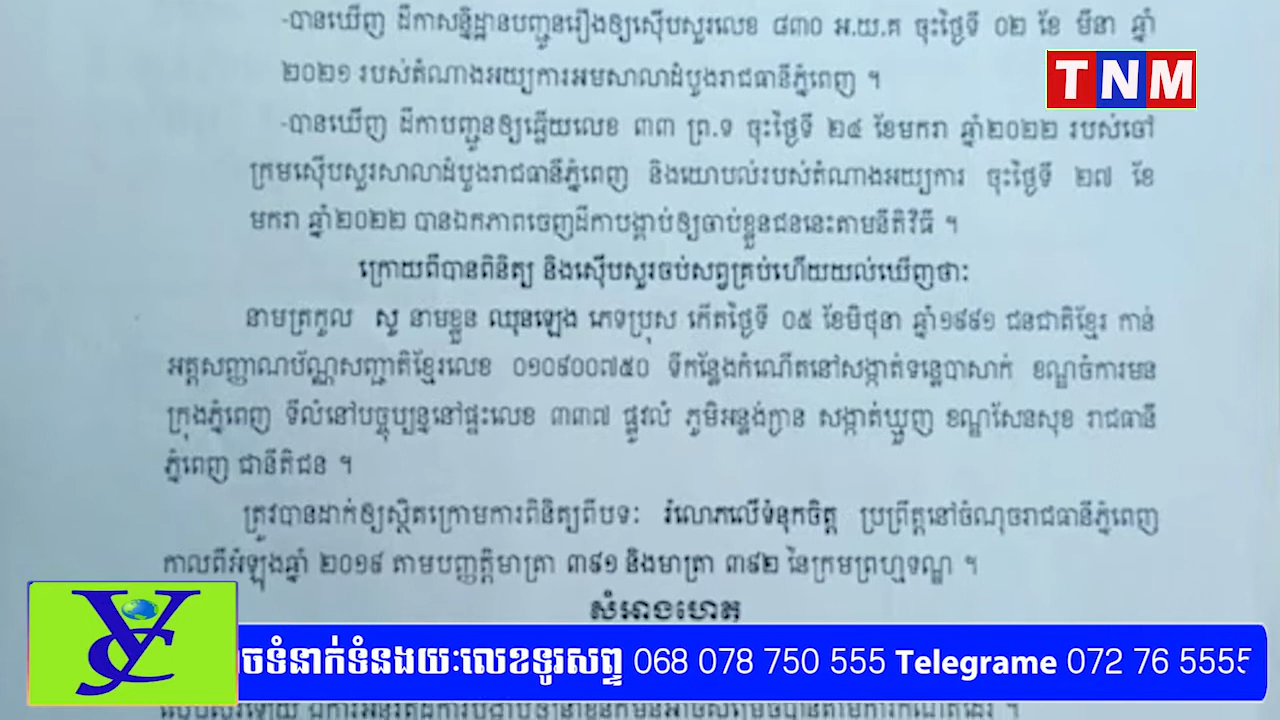 -បានឃើញ ដីកាសន្និដ្ឋានបញ្ជូនរឿងឲ្យស៊ើបសួរលេខ ៨៣០ អ.យ.គ ចុះថ្ងៃទី ០២ ខែ មីនា ឆ្នាំ
២០២១ របស់តំណាងអយ្យការអមសាលាដំបូងរាជធានីភ្នំពេញ ។
TNM
-បានឃើញ ដីកាបញ្ជូនឲ្យឆ្លើយលេខ ៣៣ ព្រ.ទ ចុះថ្ងៃទី ២៤ ខែមករា ឆ្នាំ២០២២ របស់ចៅ
ក្រមស៊ើបសួរសាលាដំបូងរាជធានីភ្នំពេញ និងយោបល់របស់តំណាងអយ្យការ ចុះថ្ងៃទី ២៧ ខែ
មករា ឆ្នាំ២០២២ បានឯកភាពចេញដីកាបង្គាប់ឲ្យចាប់ខ្លួនជននេះតាមនីតិវិធី ។
ក្រោយពីបានពិនិត្យ និងស៊ើបសួរចប់សព្វគ្រប់ហើយយល់ឃើញថាៈ
នាមត្រកូល សូ នាមខ្លួន ឈុនឡេង ភេទប្រុស កើតថ្ងៃទី ០៥ ខែមិថុនា ឆ្នាំ១៩៩១ ជនជាតិខ្មែរ កាន់
អត្តសញ្ញាណប័ណ្ណសញ្ជាតិខ្មែរលេខ ០១០៩០០៧៥០ ទីកន្លែងកំណើតនៅសង្កាត់ទន្លេបាសាក់ ខណ្ឌចំការមន
ក្រុងភ្នំពេញ ទីលំនៅបច្ចុប្បន្ននៅផ្ទះលេខ ៣៣៧ ផ្លូវលំ ភូមិអន្ទង់ក្ងាន សង្កាត់ឃ្មួញ ខណ្ឌសែនសុខ រាជធានី
ភ្នំពេញ ជានីតិជន ។
ត្រូវបានដាក់ឲ្យស្ថិតក្រោមការពិនិត្យពីបទៈ រំលោភលើទំនុកចិត្ត ប្រព្រឹត្តនៅចំណុចរាជធានីភ្នំពេញ
កាលពីអំឡុងឆ្នាំ ២០១៩ តាមបញ្ញត្តិមាត្រា ៣៩១ និងមាត្រា ៣៩២ នៃក្រមព្រហ្មទណ្ឌ ។
សំអាងហេតុ
YC
ចទំនាក់ទំនងយៈលេខទូរសព្ទ 068 078 750 555 Telegrame 072 76 5555